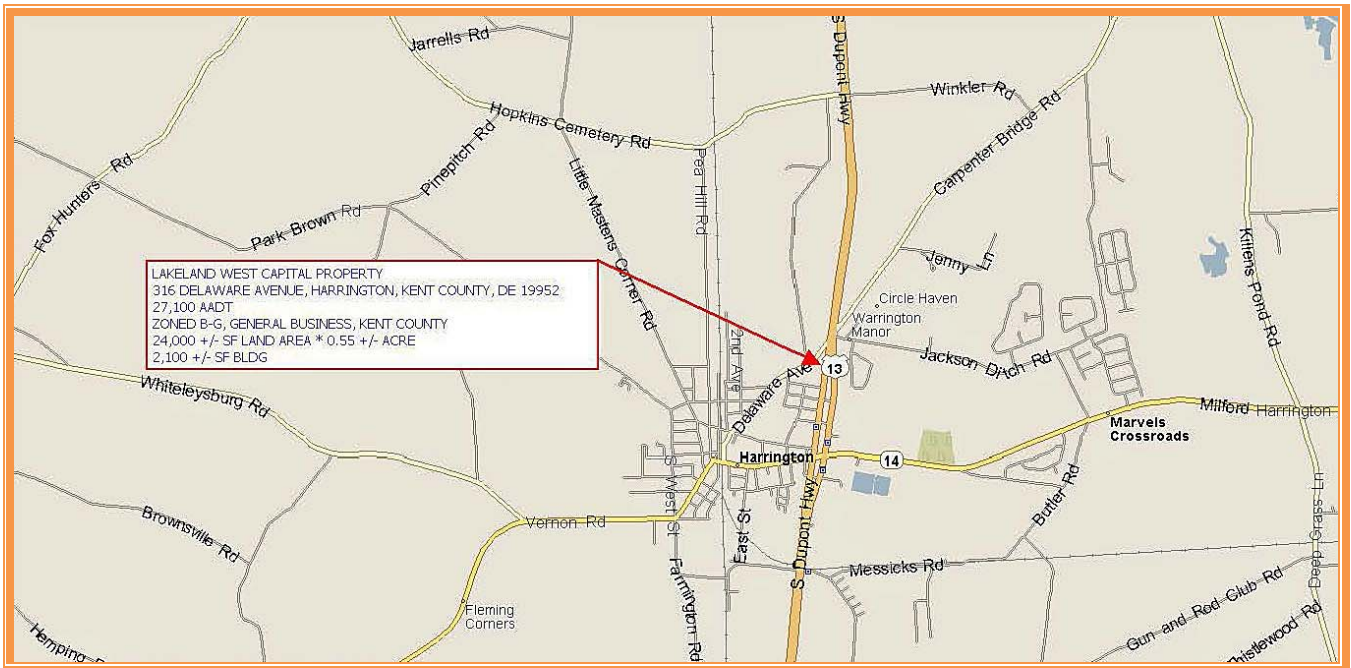 Jarrells Rd
S Dupont Hwy
Winkler Rd
Hopkins Cemetery Rd
Carpenter Bridge Rd
Pinepitch Rd
Pea Hill Rd
Fox Hunters Rd
Little Mastens Corner Rd
Park Brown Rd
Jenny Ln
Killens Pond Rd
LAKELAND WEST CAPITAL PROPERTY
316 DELAWARE AVENUE, HARRINGTON, KENT COUNTY, DE 19952
27,100 AADT
ZONED B-G, GENERAL BUSINESS, KENT COUNTY
24,000 +/- SF LAND AREA * 0.55 +/- ACRE
2,100 +/- SF BLDG
Circle Haven
Warrington
Manor
2nd Ave
Jackson Ditch Rd
13
Delaware Ave
Whiteleysburg Rd
Milford Harrington
Marvels
Crossroads
Harrington
14
S West St
Butler Rd
S Dupont Hwy
East St
Vernon Rd
Brownsville Rd
Deep Grass Ln
Messicks Rd
Farmington Rd
Fleming
Corners
Gun and Rod Club Rd
Thistlewood Rd
Hemping